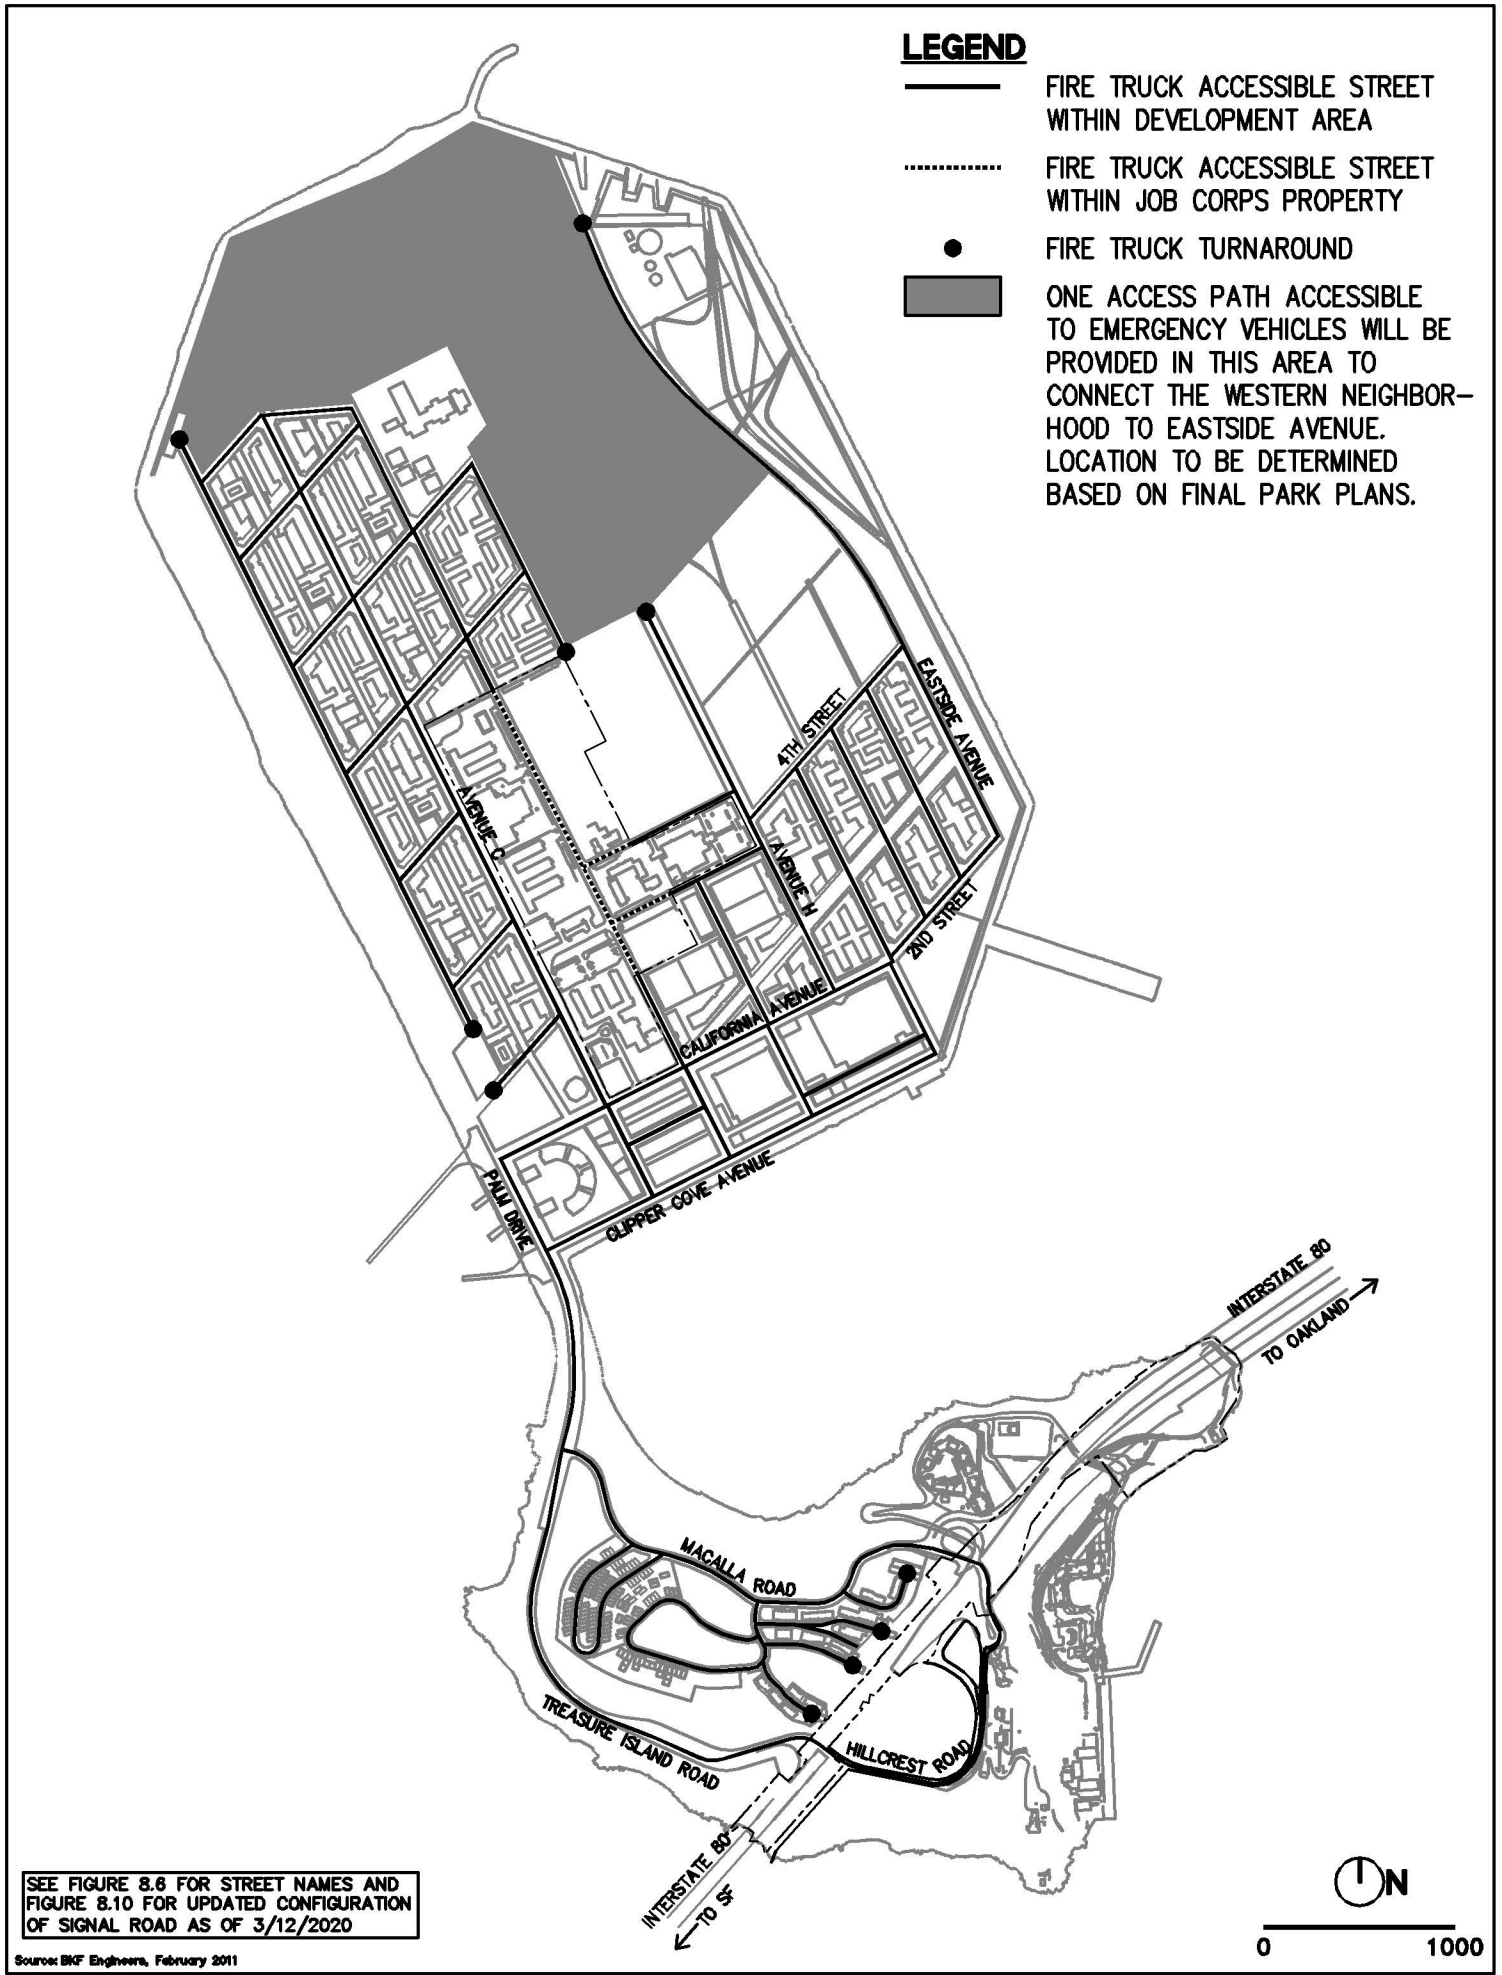 LEGEND
FIRE TRUCK ACCESSIBLE STREET
WITHIN DEVELOPMENT AREA
FIRE TRUCK ACCESSIBLE STREET
WITHIN JOB CORPS PROPERTY
FIRE TRUCK TURNAROUND
ONE ACCESS PATH ACCESSIBLE
TO EMERGENCY VEHICLES WILL BE
PROVIDED IN THIS AREA TO
CONNECT THE WESTERN NEIGHBOR-
HOOD TO EASTSIDE AVENUE.
LOCATION TO BE DETERMINED
BASED ON FINAL PARK PLANS.
EASTSIDE AVENUE
4TH STREET
AVENUE C
AVENUE H
2ND STREET
CALIFORNIA AVENUE
PALM DRIVE
CLIPPER COVE AVENUE
INTERSTATE 80
TO OAKLAND
MACALLA ROAD
TREASURE ISLAND ROAD
HILLCREST ROAD
INTERSTATE 80
TO SF
SEE FIGURE 8.6 FOR STREET NAMES AND
FIGURE 8.10 FOR UPDATED CONFIGURATION
OF SIGNAL ROAD AS OF 3/12/2020
Source: BKF Engineers, February 2011
N
0 1000